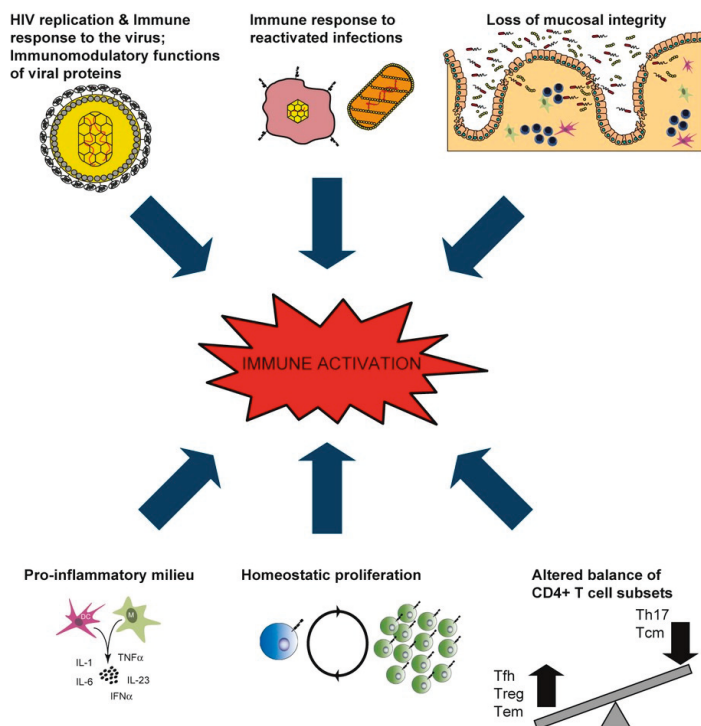 HIV replication & Immune
response to the virus;
Immunomodulatory functions
of viral proteins
Immune response to
reactivated infections
Loss of mucosal integrity
IMMUNE ACTIVATION
Pro-inflammatory milieu
DC
M
IL-1
TNFα
IL-6
IL-23
IFNα
Homeostatic proliferation
Altered balance of
CD4+ T cell subsets
Th17
Tcm
Tfh
Treg
Tem